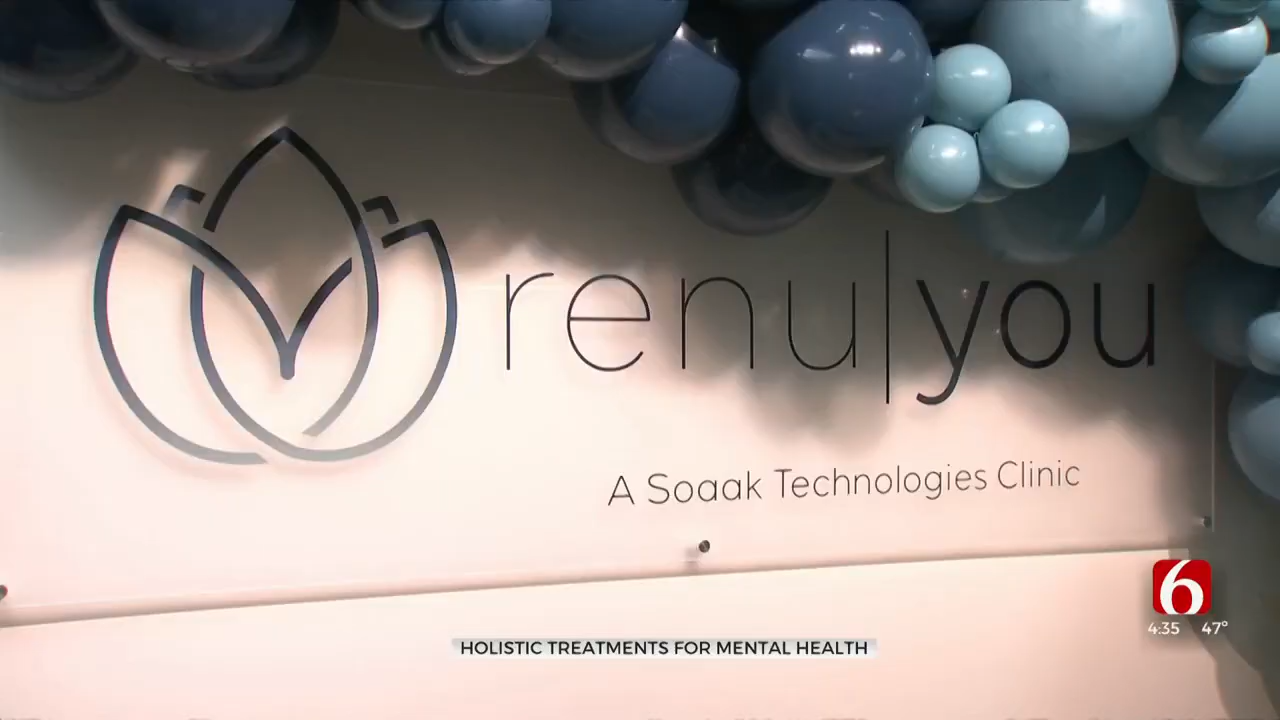 renu|you
A Soaak Technologies Clinic
6
4:35 47°
HOLISTIC TREATMENTS FOR MENTAL HEALTH